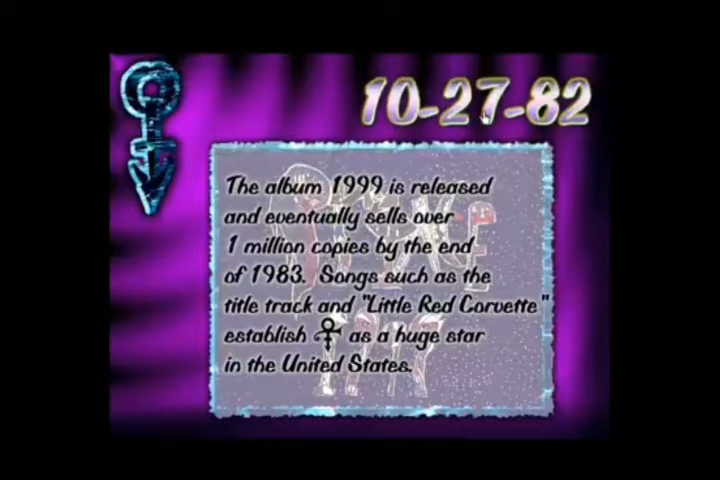 10-27-82
The album 1999 is released
and eventually sells over
1 million copies by the end
of 1983. Songs such as the
title track and "Little Red Corvette"
establish as a huge star
in the United States.